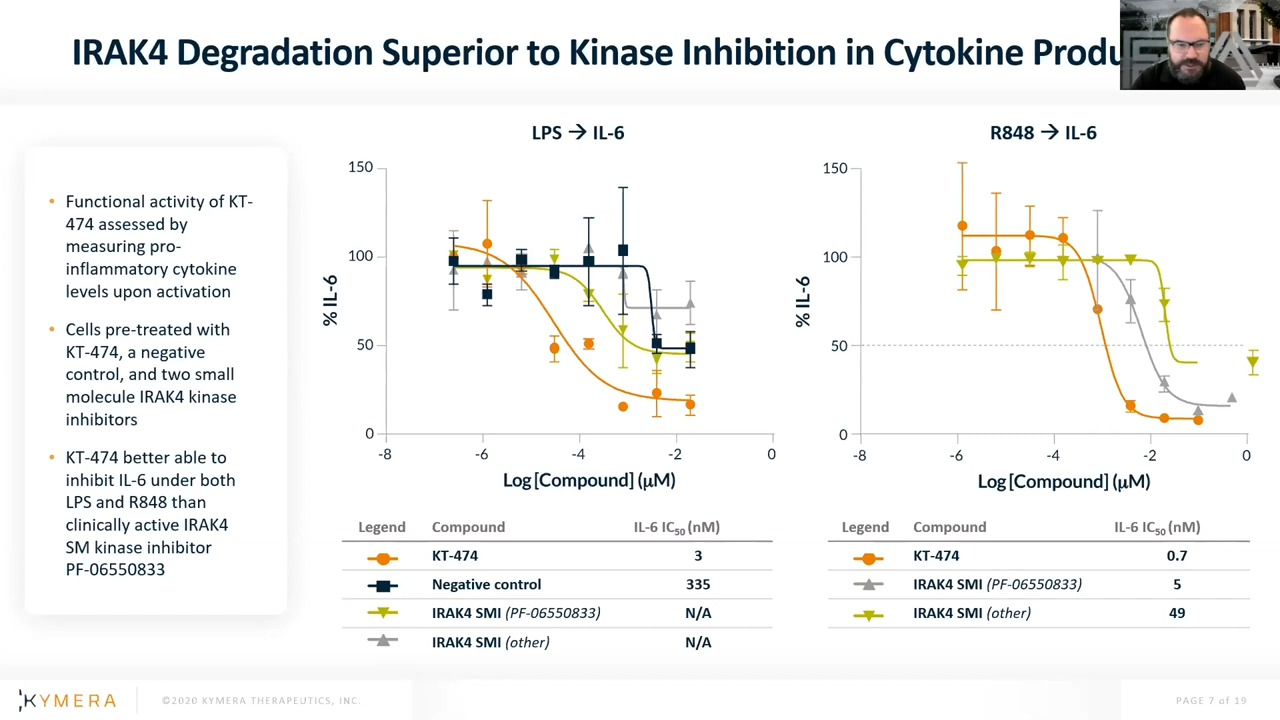 IRAK4 Degradation Superior to Kinase Inhibition in Cytokine
• Functional activity of KT-
474 assessed by
measuring pro-
inflammatory cytokine
levels upon activation
• Cells pre-treated with
KT-474, a negative
control, and two small
molecule IRAK4 kinase
inhibitors
• KT-474 better able to
inhibit IL-6 under both
LPS and R848 than
clinically active IRAK4
SM kinase inhibitor
PF-06550833
LPS → IL-6
% IL-6
150
100
50
0
-8 -6 -4 -2 0
Log [Compound] (µM)
Legend Compound IL-6 IC50 (nM)
KT-474 3
Negative control 335
IRAK4 SMI (PF-06550833) N/A
IRAK4 SMI (other) N/A
R848 → IL-6
% IL-6
150
100
50
0
-8 -6 -4 -2 0
Log [Compound] (µM)
Legend Compound IL-6 IC50 (nM)
KT-474 0.7
IRAK4 SMI (PF-06550833) 5
IRAK4 SMI (other) 49
KYMERA
©2020 KYMERA THERAPEUTICS, INC.
PAGE 7 of 19